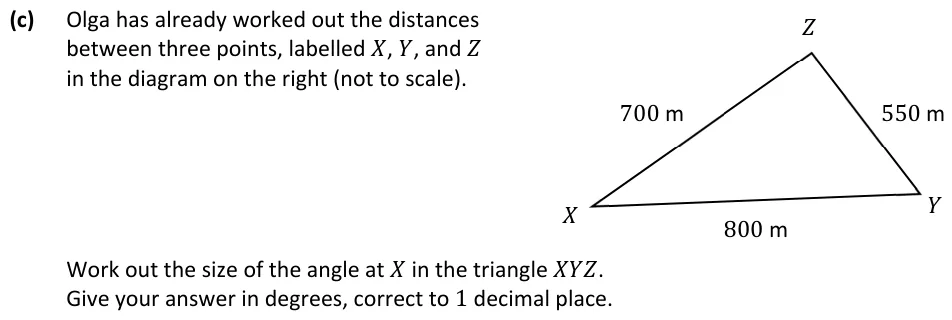 (c) Olga has already worked out the distances
between three points, labelled X, Y, and Z
in the diagram on the right (not to scale).
Z
700 m
550 m
X
Y
800 m
Work out the size of the angle at X in the triangle XYZ.
Give your answer in degrees, correct to 1 decimal place.